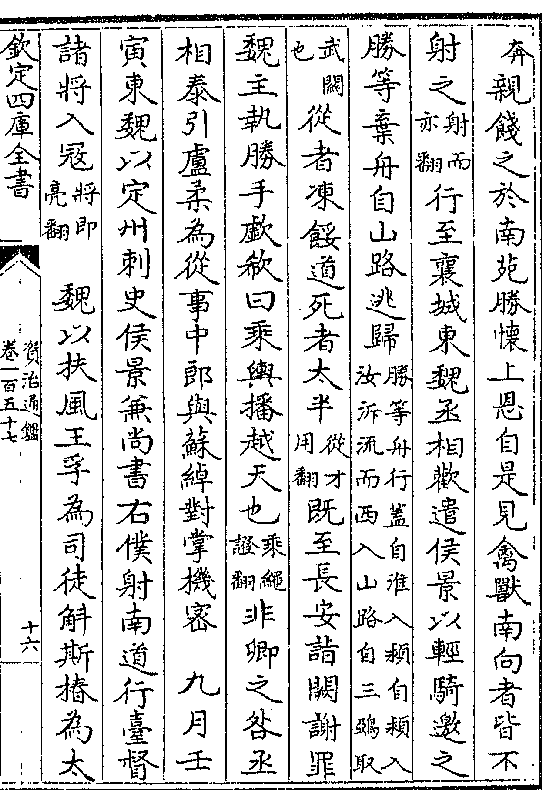 奔親餞之於南苑勝懷上恩自是見禽獸南向者皆不
射之射而亦翻行至襄城東魏丞相歡遣侯景以輕騎邀之
勝等棄舟自山路逃歸勝等舟行蓋自淮入頴自頴入汝泝流而西入山路自三鵶取
武關也從者凍餒道死者太半從才用翻既至長安詣闕謝罪
魏主執勝手歔欷曰乘輿播越天也乘繩證翻非卿之咎丞
相泰引盧柔為從事中郎與蘇綽對掌機密　九月壬
寅東魏以定州刺史侯景兼尚書右僕射南道行臺督
諸將入冦將即亮翻　魏以扶風王孚為司徒斛斯椿為太
欽定四庫全書
資治通鑑
卷一百五十七
十六